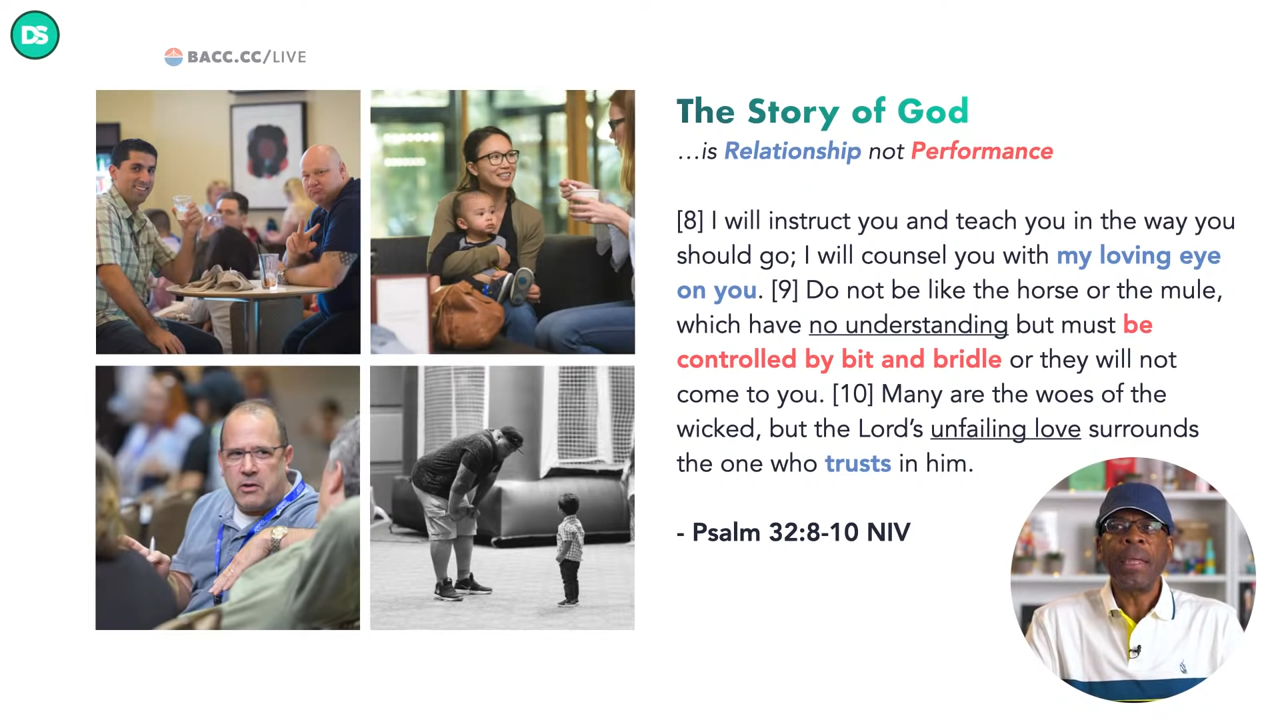 DS
BACC.CC/LIVE
The Story of God
...is Relationship not Performance
[8] I will instruct you and teach you in the way you
should go; I will counsel you with my loving eye
on you. [9] Do not be like the horse or the mule,
which have no understanding but must be
controlled by bit and bridle or they will not
come to you. [10] Many are the woes of the
wicked, but the Lord’s unfailing love surrounds
the one who trusts in him.
- Psalm 32:8-10 NIV